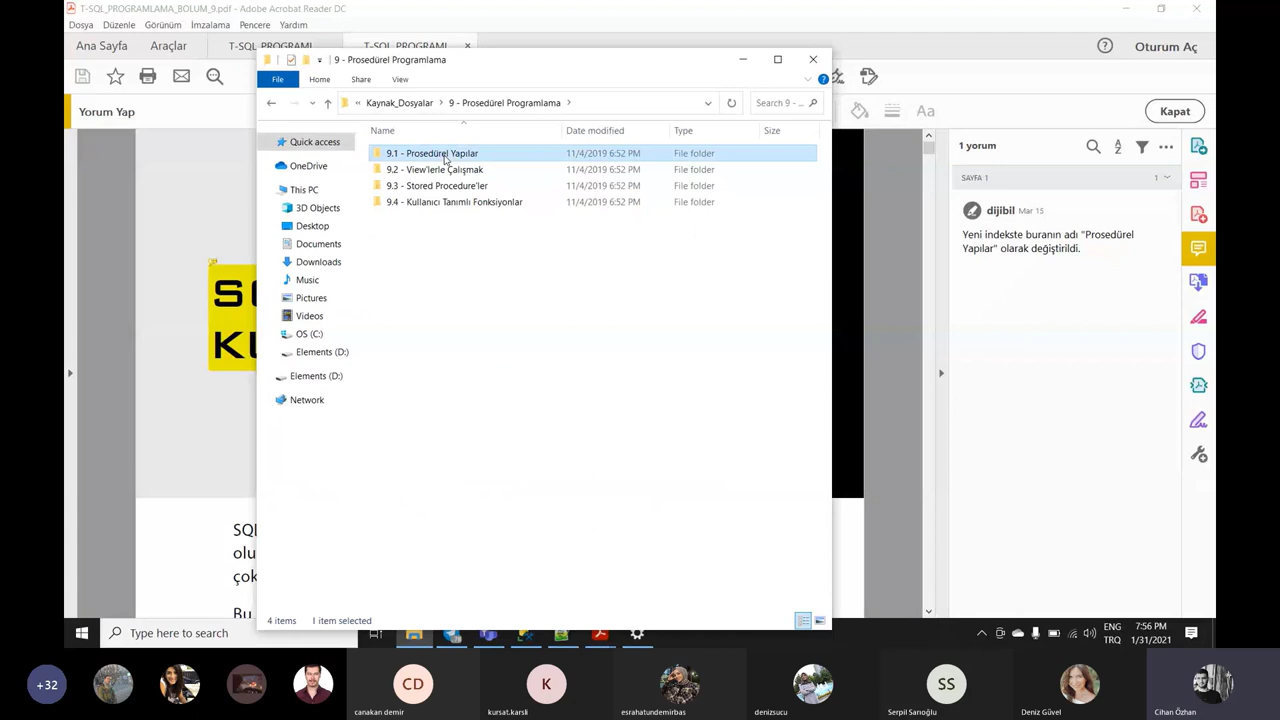 T-SQL_PROGRAMLAMA_BOLUM_9.pdf - Adobe Acrobat Reader DC
Dosya Düzenle Görünüm İmzalama Pencere Yardım
Ana Sayfa Araçlar T-SQL_PROGRAMI... T-SQL_PROGRAMI... Oturum Aç
Yorum Yap Kapat
9 - Prosedürel Programlama
File Home Share View
« Kaynak_Dosyalar 9 - Prosedürel Programlama Search 9 - ...
Name Date modified Type Size
9.1 - Prosedürel Yapılar 11/4/2019 6:52 PM File folder
9.2 - View'lerle Çalışmak 11/4/2019 6:52 PM File folder
9.3 - Stored Procedure'ler 11/4/2019 6:52 PM File folder
9.4 - Kullanıcı Tanımlı Fonksiyonlar 11/4/2019 6:52 PM File folder
Quick access
OneDrive
This PC
3D Objects
Desktop
Documents
Downloads
Music
Pictures
Videos
OS (C:)
Elements (D:)
Elements (D:)
Network
4 items 1 item selected
1 yorum
SAYFA 1 1
dijibil Mar 15
Yeni indekste buranın adı "Prosedürel
Yapılar" olarak değiştirildi.
KU
SQL
olu
çok
Bu
Type here to search
ENG
TR
7:56 PM
1/31/2021
+32
CD
K
SS
canakan demir kursat.karsli esrahatundemirbas denizsucu Serpil Sarıoğlu Deniz Güvel Cihan Özhan